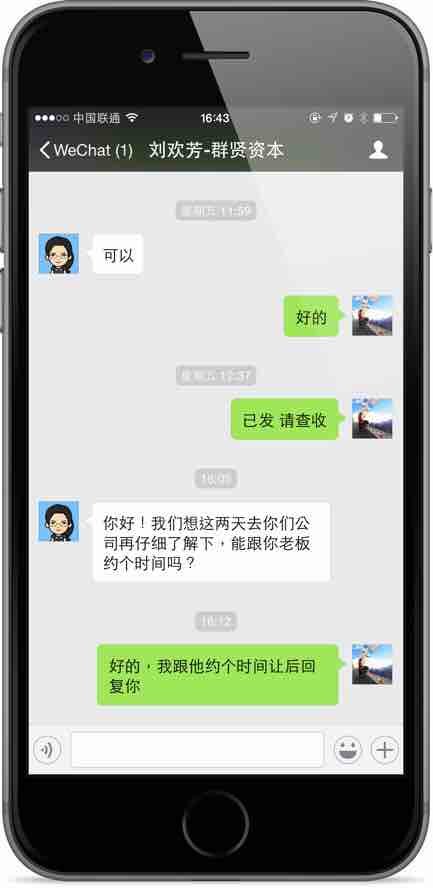 中国联通
16:43
WeChat (1)
刘欢芳-群贤资本
星期五 11:59
可以
好的
星期五 12:37
已发 请查收
16:05
你好！我们想这两天去你们公
司再仔细了解下，能跟你老板
约个时间吗？
16:12
好的，我跟他约个时间让后回
复你